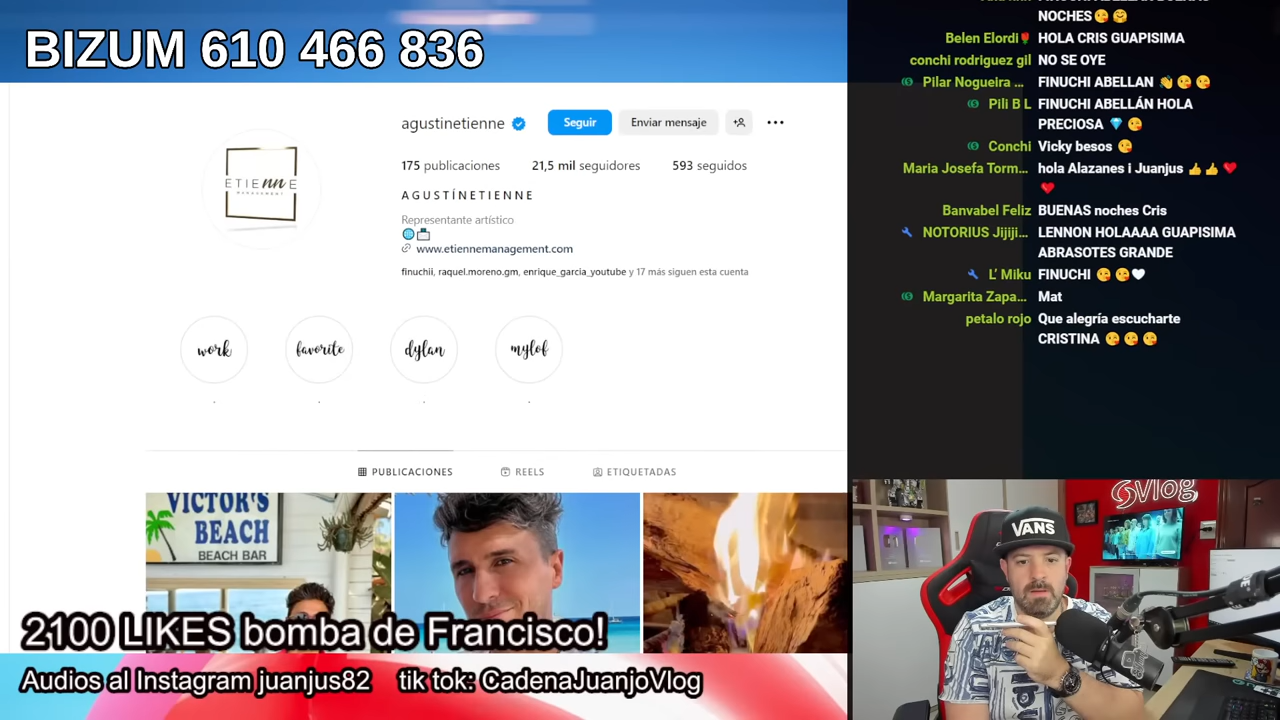 BIZUM 610 466 836
agustinetienne
Seguir
Enviar mensaje
175 publicaciones
21,5 mil seguidores
593 seguidos
AGUSTÍNETIENNE
Representante artístico
www.etiennemanagement.com
finuchii, raquel.moreno.gm, enrique_garcia_youtube y 17 más siguen esta cuenta
ETIENNE
MANAGEMENT
work
favorite
dylan
mylof
PUBLICACIONES
REELS
ETIQUETADAS
VICTOR'S
BEACH
BEACH BAR
2100 LIKES bomba de Francisco!
Audios al Instagram juanjus82 tik tok: CadenaJuanjoVlog
NOCHES😘🤗
Belen Elordi🌹 HOLA CRIS GUAPISIMA
conchi rodriguez gil NO SE OYE
Pilar Nogueira ... FINUCHI ABELLAN 👋😘😘
Pili B L FINUCHI ABELLÁN HOLA
PRECIOSA 💎😘
Conchi Vicky besos 😘
Maria Josefa Torm... hola Alazanes i Juanjus 👍👍❤️
❤️
Banvabel Feliz BUENAS noches Cris
NOTORIUS Jijiji... LENNON HOLAAAA GUAPISIMA
ABRASOTES GRANDE
L' Miku FINUCHI 😘😘🤍
Margarita Zapa... Mat
petalo rojo Que alegría escucharte
CRISTINA 😘😘😘
Vlog
VANS